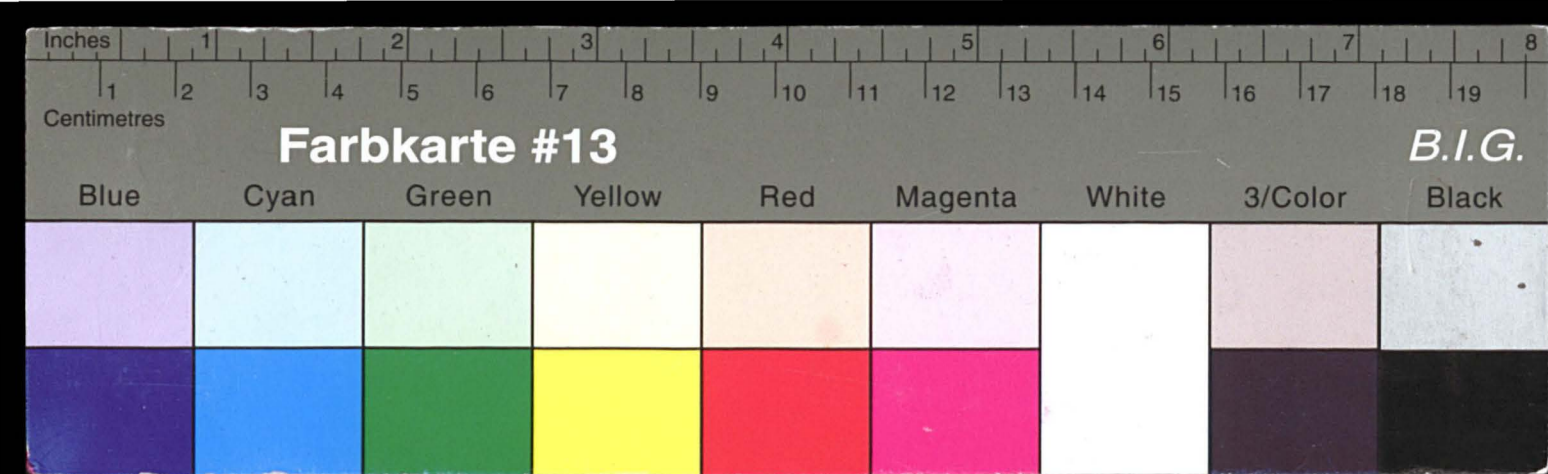 Inches 1 2 3 4 5 6 7 8
1 2 3 4 5 6 7 8 9 10 11 12 13 14 15 16 17 18 19
Centimetres
Farbkarte #13 B.I.G.
Blue Cyan Green Yellow Red Magenta White 3/Color Black